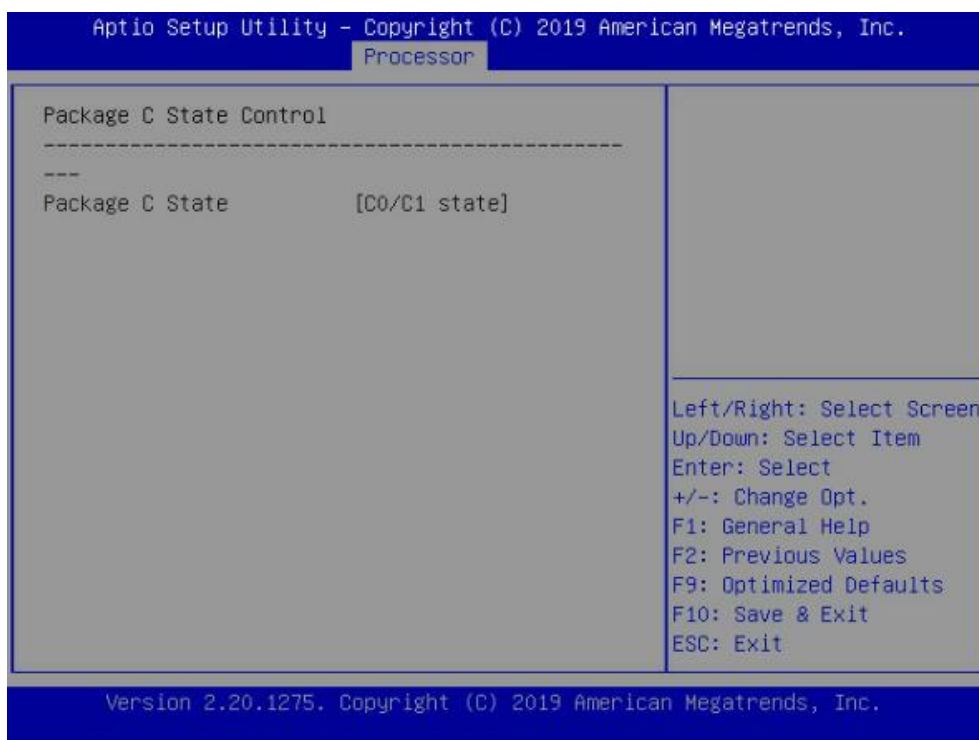 Aptio Setup Utility – Copyright (C) 2019 American Megatrends, Inc.
Processor
Package C State Control
-----------------------------------------------
---
Package C State [C0/C1 state]
Left/Right: Select Screen
Up/Down: Select Item
Enter: Select
+/-: Change Opt.
F1: General Help
F2: Previous Values
F9: Optimized Defaults
F10: Save & Exit
ESC: Exit
Version 2.20.1275. Copyright (C) 2019 American Megatrends, Inc.